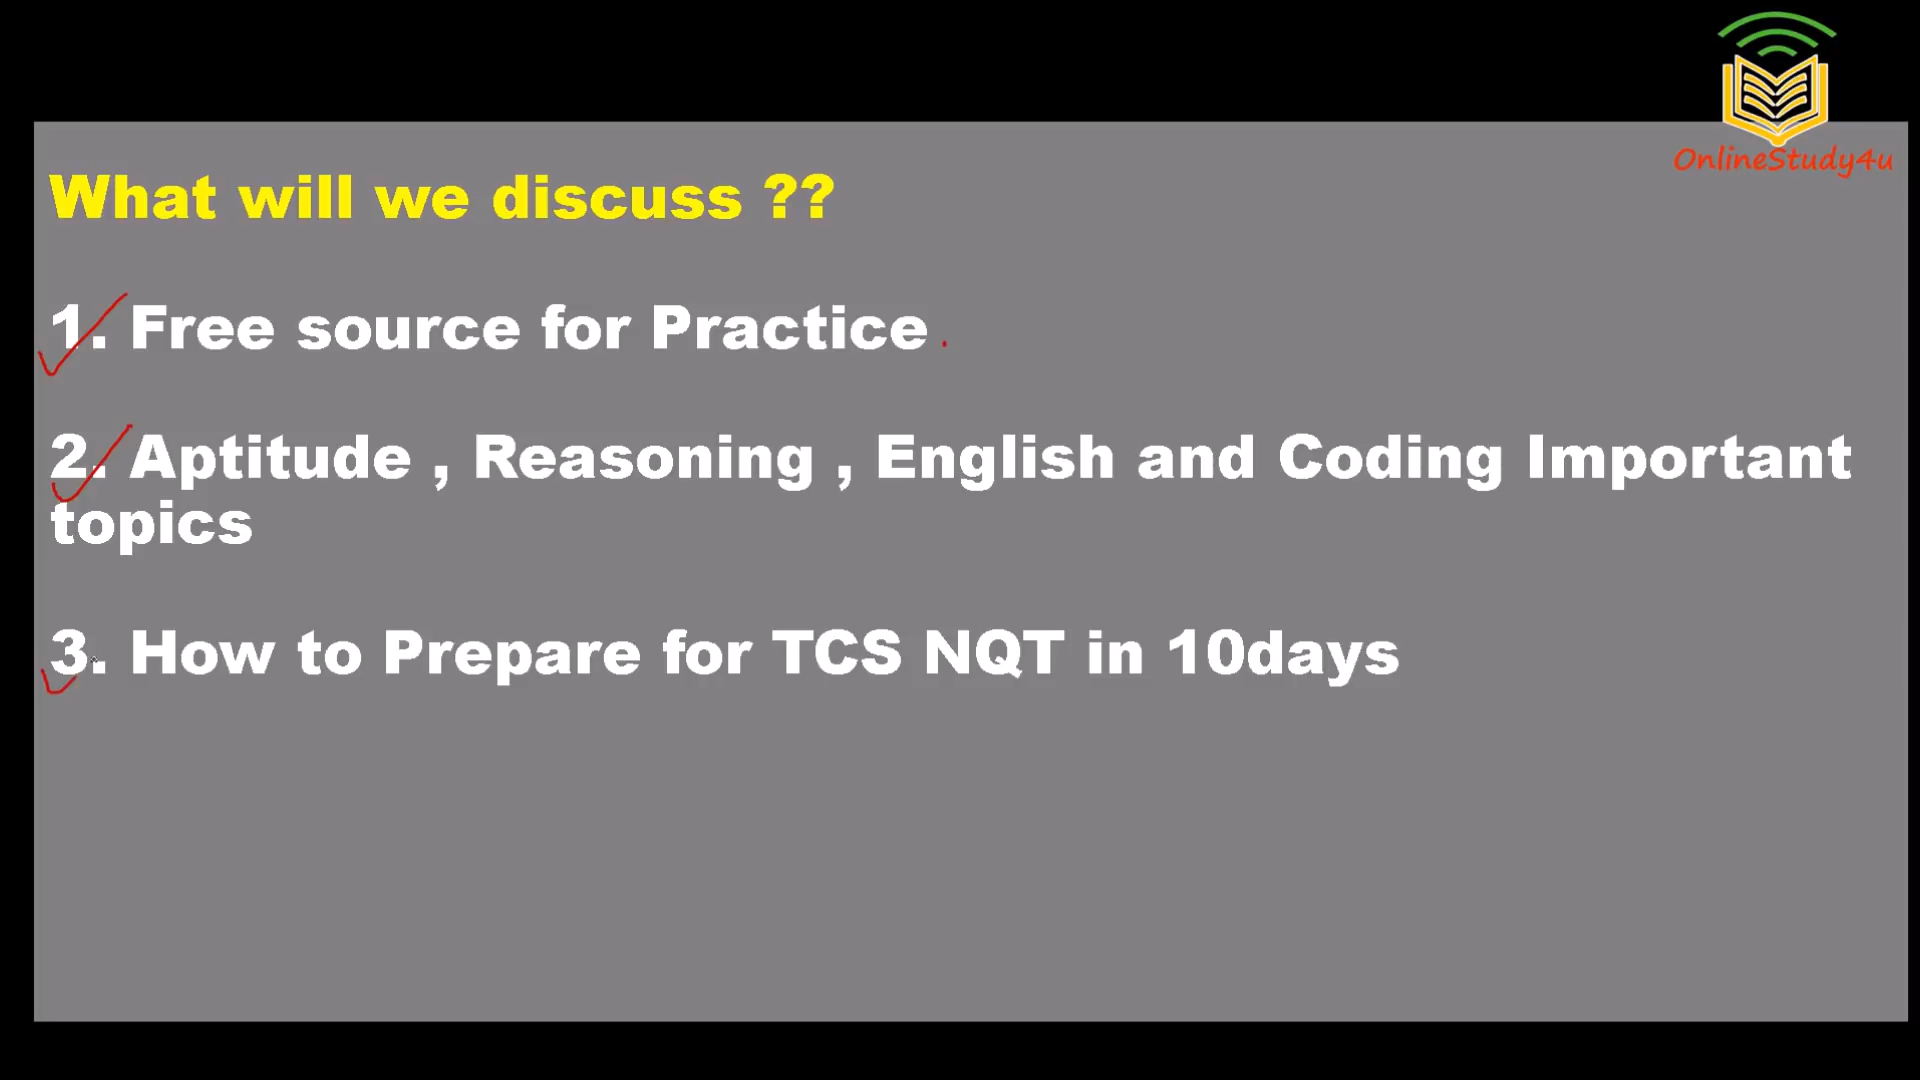 OnlineStudy4u
What will we discuss ??
1. Free source for Practice
2. Aptitude , Reasoning , English and Coding Important
topics
3. How to Prepare for TCS NQT in 10days